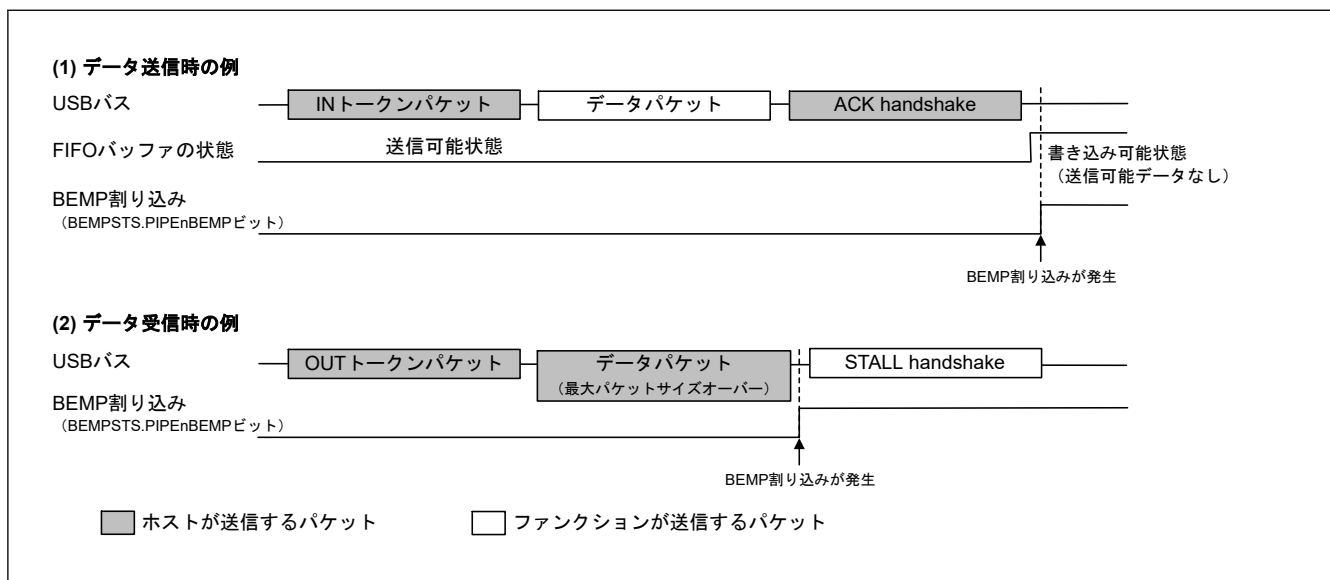 (1) データ送信時の例
USBバス
INトークンパケット
データパケット
ACK handshake
FIFOバッファの状態
送信可能状態
書き込み可能状態
（送信可能データなし）
BEMP割り込み
（BEMPSTS.PIPEnBEMPビット）
BEMP割り込みが発生
(2) データ受信時の例
USBバス
OUTトークンパケット
データパケット
（最大パケットサイズオーバー）
STALL handshake
BEMP割り込み
（BEMPSTS.PIPEnBEMPビット）
BEMP割り込みが発生
ホストが送信するパケット
ファンクションが送信するパケット